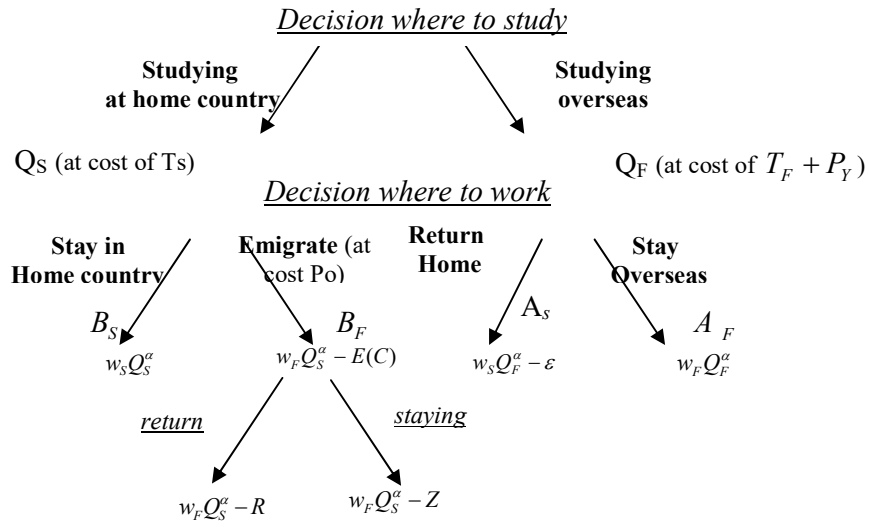 Decision where to study
Studying
at home country
Studying
overseas
Q_S (at cost of Ts)
Q_F (at cost of T_F + P_Y )
Decision where to work
Stay in
Home country
Emigrate (at
cost Po)
Return
Home
Stay
Overseas
B_S
w_S Q_S^α
B_F
w_F Q_S^α − E(C)
A_s
w_S Q_F^α − ε
A_F
w_F Q_F^α
return
staying
w_F Q_S^α − R
w_F Q_S^α − Z